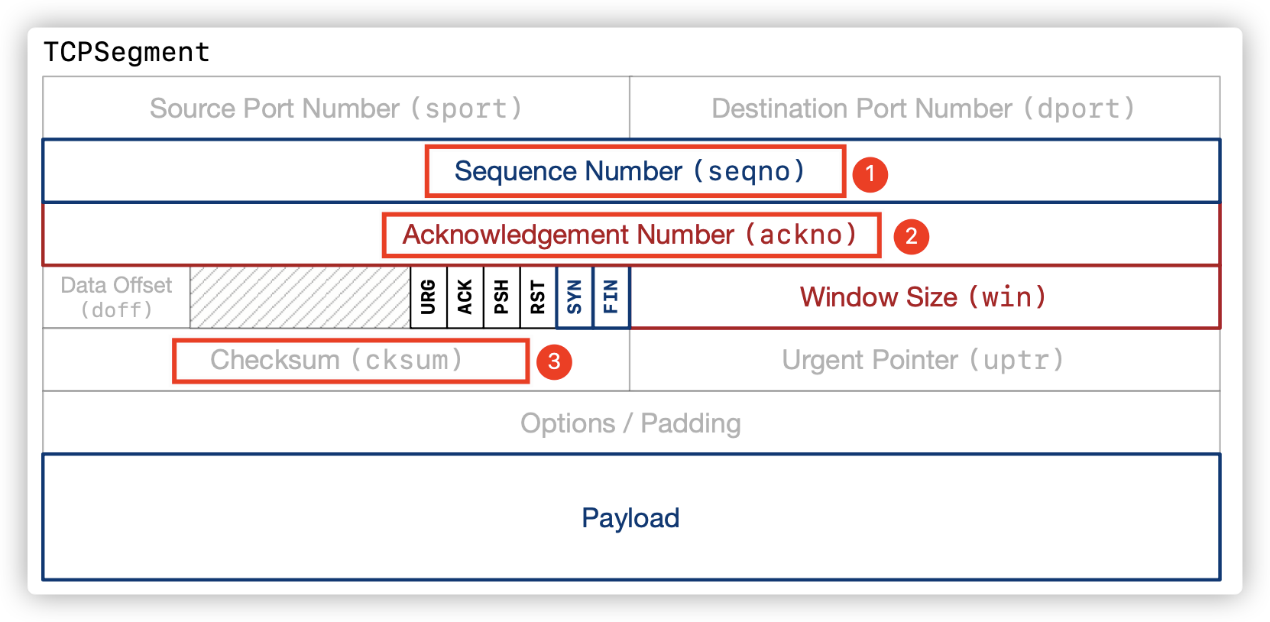 TCPSegment
Source Port Number (sport) Destination Port Number (dport)
Sequence Number (seqno) 1
Acknowledgement Number (ackno) 2
Data Offset (doff) URG ACK PSH RST SYN FIN Window Size (win)
Checksum (cksum) 3 Urgent Pointer (uptr)
Options / Padding
Payload